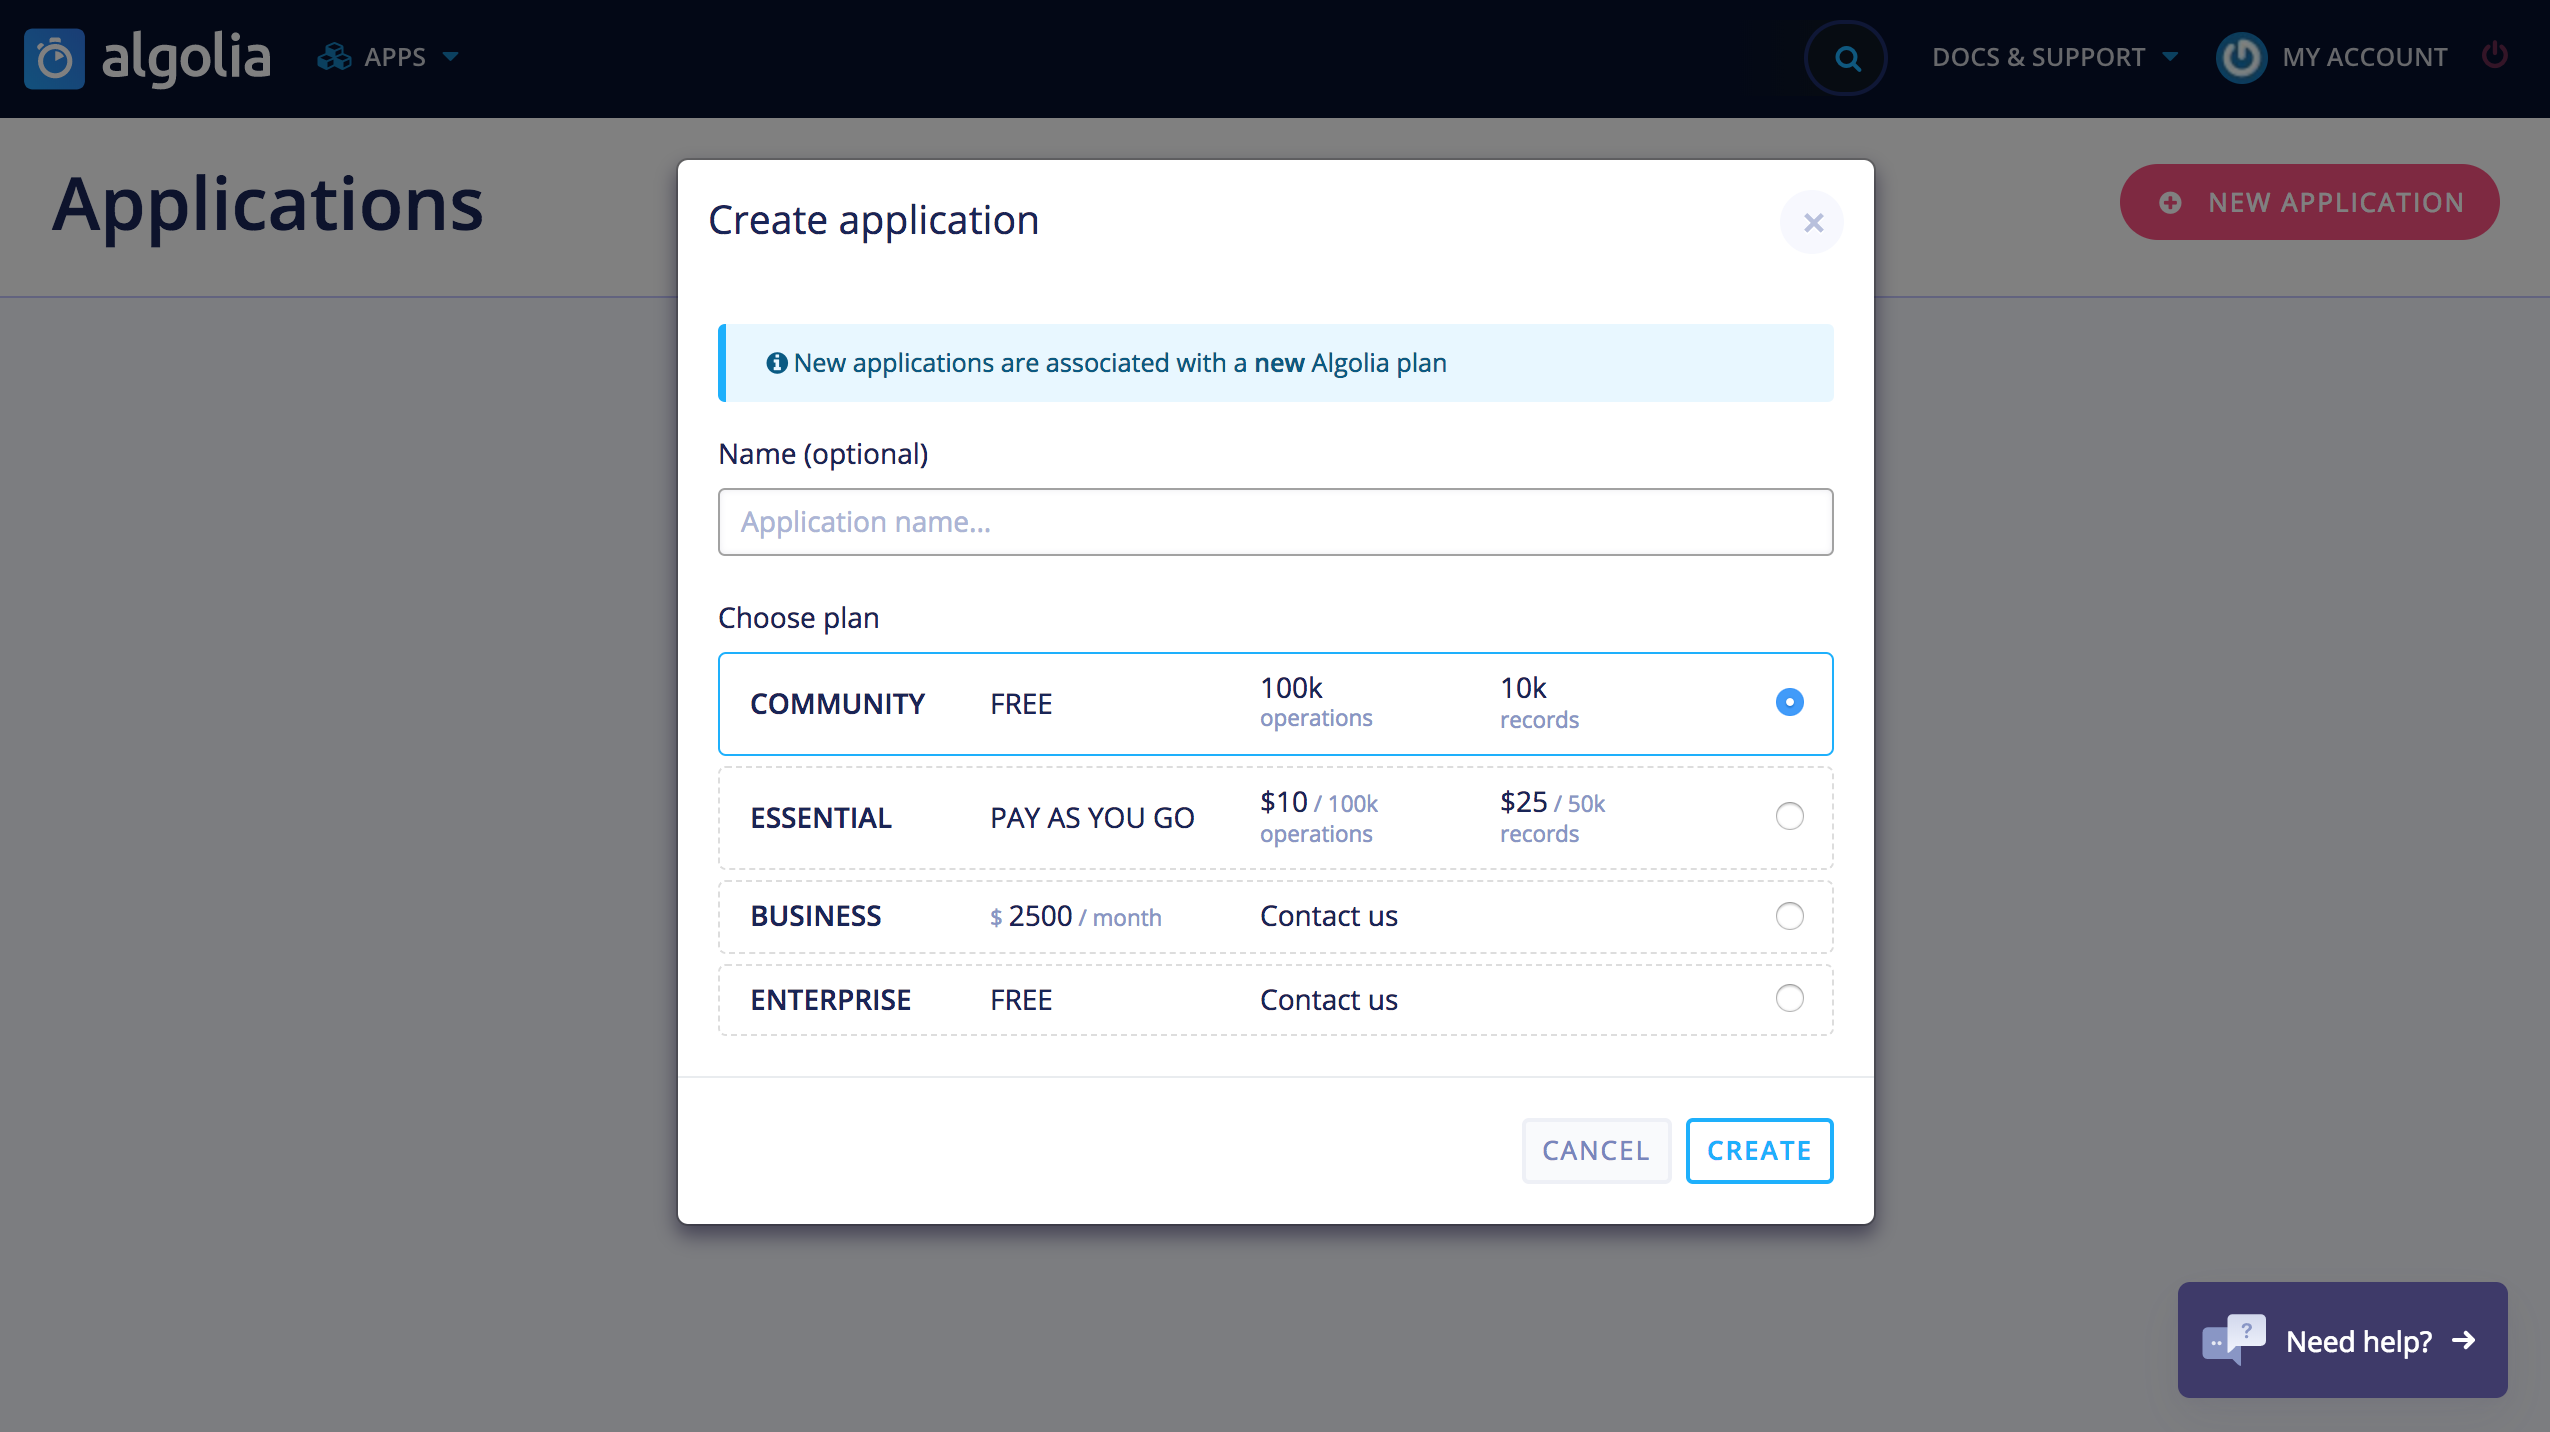 algolia APPS DOCS & SUPPORT MY ACCOUNT
Applications
NEW APPLICATION
Create application
New applications are associated with a new Algolia plan
Name (optional)
Application name...
Choose plan
COMMUNITY FREE 100k operations 10k records
ESSENTIAL PAY AS YOU GO $10 / 100k operations $25 / 50k records
BUSINESS $ 2500 / month Contact us
ENTERPRISE FREE Contact us
CANCEL CREATE
? Need help?